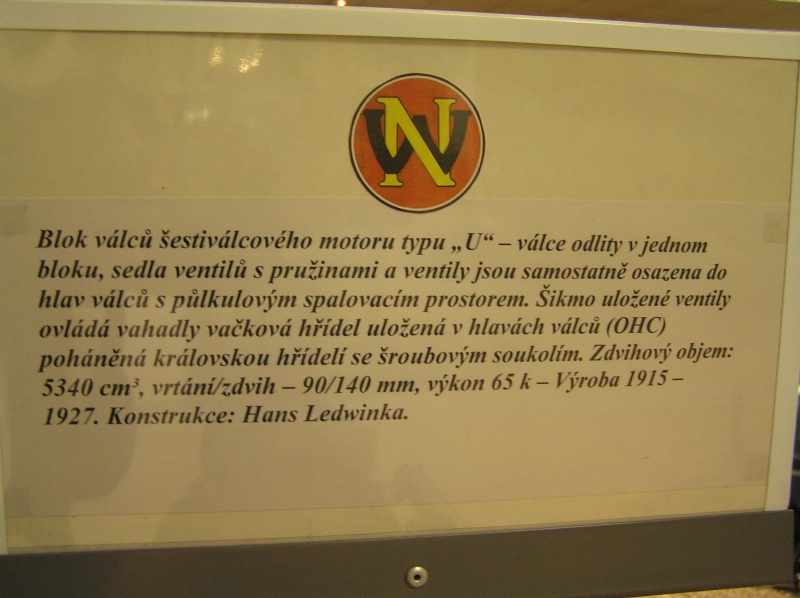 NW
Blok válců šestiválcového motoru typu „U“ – válce odlity v jednom
bloku, sedla ventilů s pružinami a ventily jsou samostatně osazena do
hlav válců s půlkulovým spalovacím prostorem. Šikmo uložené ventily
ovládá vahadly vačková hřídel uložená v hlavách válců (OHC)
poháněná královskou hřídelí se šroubovým soukolím. Zdvihový objem:
5340 cm³, vrtání/zdvih – 90/140 mm, výkon 65 k – Výroba 1915 –
1927. Konstrukce: Hans Ledwinka.